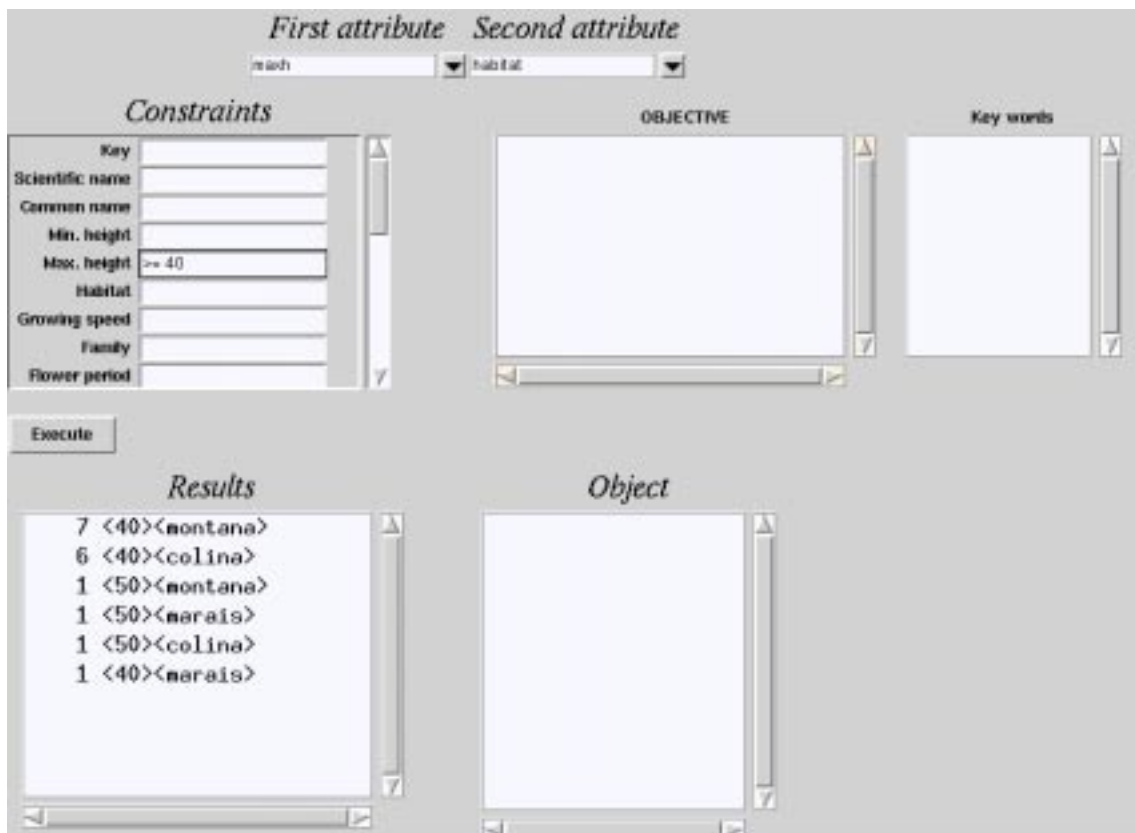 First attribute Second attribute
maxh habitat
Constraints
OBJECTIVE Key words
Key
Scientific name
Common name
Min. height
Max. height >= 40
Habitat
Growing speed
Family
Flower period
Execute
Results Object
7 <40><montana>
6 <40><colina>
1 <50><montana>
1 <50><marais>
1 <50><colina>
1 <40><marais>